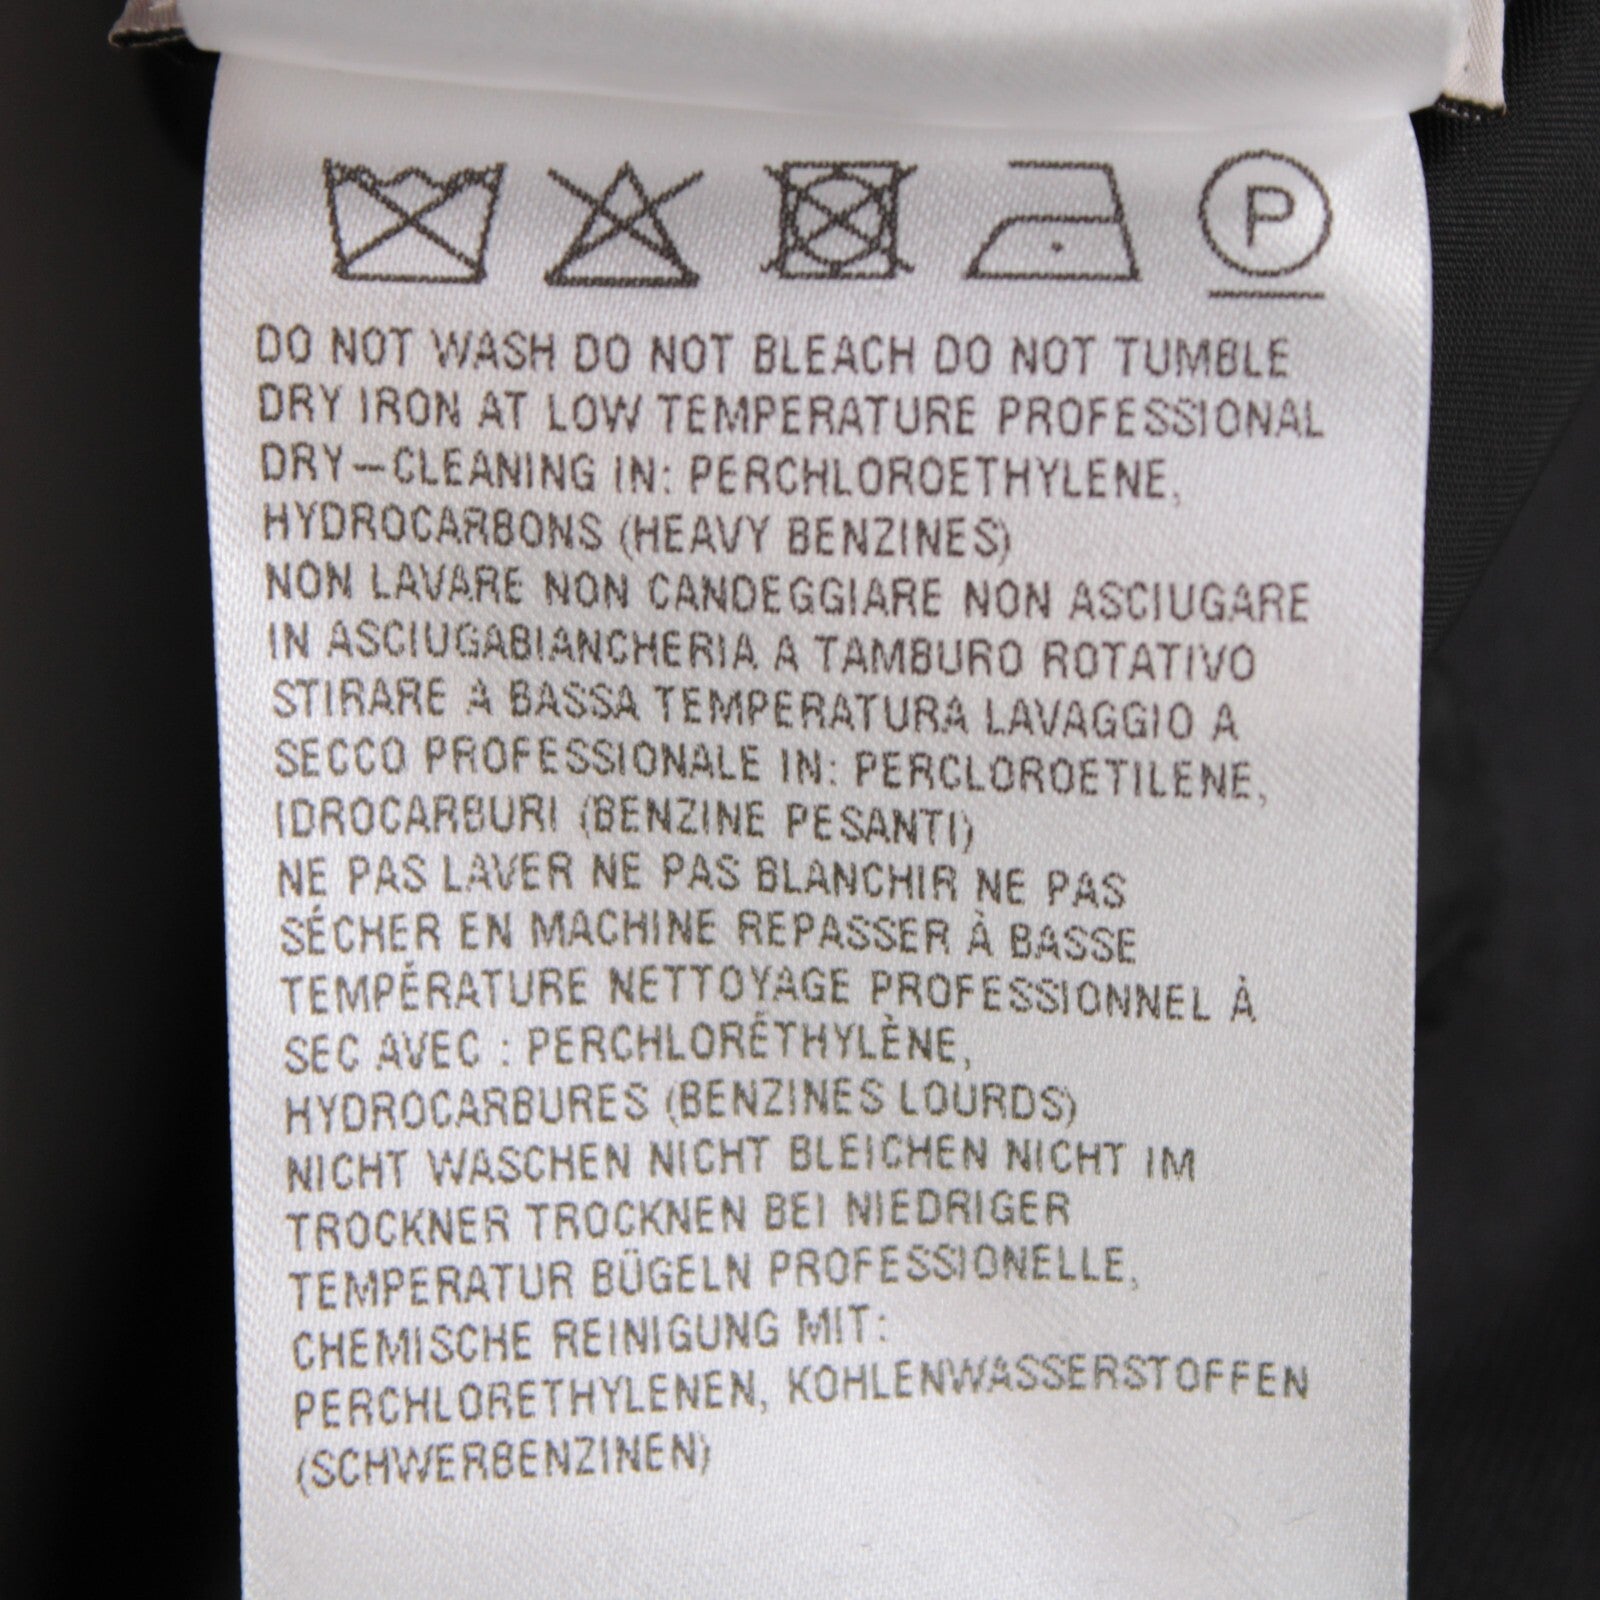 P
DO NOT WASH DO NOT BLEACH DO NOT TUMBLE
DRY IRON AT LOW TEMPERATURE PROFESSIONAL
DRY-CLEANING IN: PERCHLOROETHYLENE,
HYDROCARBONS (HEAVY BENZINES)
NON LAVARE NON CANDEGGIARE NON ASCIUGARE
IN ASCIUGABIANCHERIA A TAMBURO ROTATIVO
STIRARE A BASSA TEMPERATURA LAVAGGIO A
SECCO PROFESSIONALE IN: PERCLOROETILENE,
IDROCARBURI (BENZINE PESANTI)
NE PAS LAVER NE PAS BLANCHIR NE PAS
SÉCHER EN MACHINE REPASSER À BASSE
TEMPÉRATURE NETTOYAGE PROFESSIONNEL À
SEC AVEC : PERCHLORÉTHYLÈNE,
HYDROCARBURES (BENZINES LOURDS)
NICHT WASCHEN NICHT BLEICHEN NICHT IM
TROCKNER TROCKNEN BEI NIEDRIGER
TEMPERATUR BÜGELN PROFESSIONELLE,
CHEMISCHE REINIGUNG MIT:
PERCHLORETHYLENEN, KOHLENWASSERSTOFFEN
(SCHWERBENZINEN)